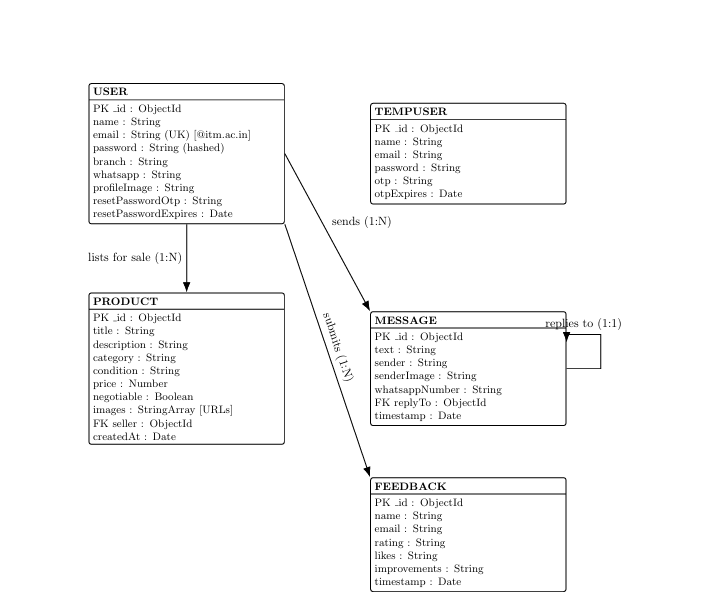 USER
PK _id : ObjectId
name : String
email : String (UK) [@itm.ac.in]
password : String (hashed)
branch : String
whatsapp : String
profileImage : String
resetPasswordOtp : String
resetPasswordExpires : Date
TEMPUSER
PK _id : ObjectId
name : String
email : String
password : String
otp : String
otpExpires : Date
sends (1:N)
lists for sale (1:N)
submits (1:N)
PRODUCT
PK _id : ObjectId
title : String
description : String
category : String
condition : String
price : Number
negotiable : Boolean
images : StringArray [URLs]
FK seller : ObjectId
createdAt : Date
MESSAGE
PK _id : ObjectId
text : String
sender : String
senderImage : String
whatsappNumber : String
FK replyTo : ObjectId
timestamp : Date
replies to (1:1)
FEEDBACK
PK _id : ObjectId
name : String
email : String
rating : String
likes : String
improvements : String
timestamp : Date